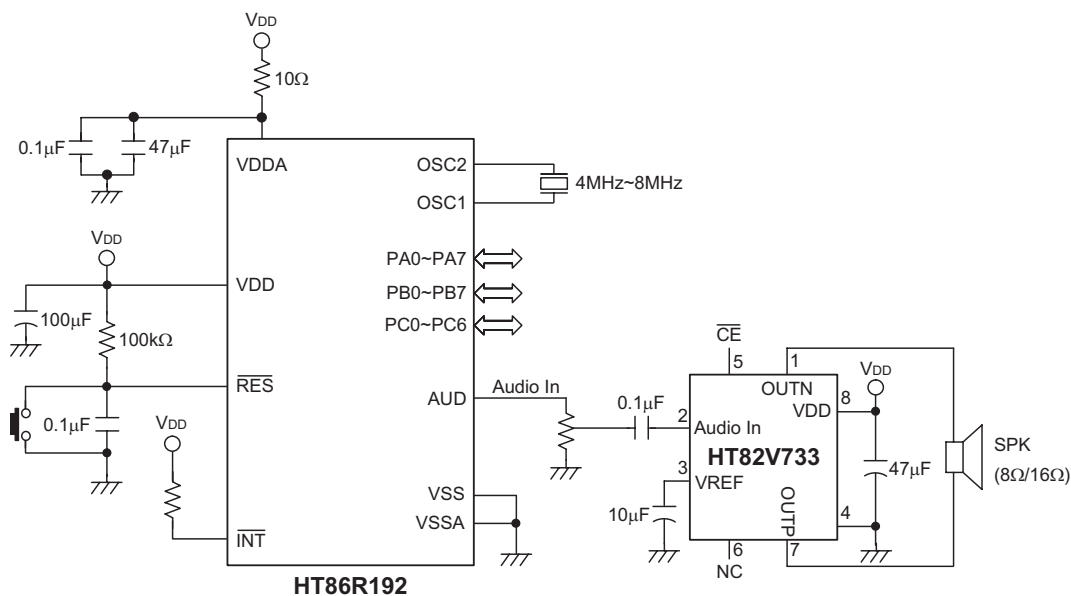 VDD
10Ω
0.1μF
47μF
VDDA
OSC2
OSC1
4MHz~8MHz
VDD
VDD
100μF
100kΩ
PA0~PA7
PB0~PB7
PC0~PC6
RES
0.1μF
VDD
INT
AUD
Audio In
VSS
VSSA
HT86R192
0.1μF
CE
5
1
OUTN
VDD
8
VDD
2
Audio In
HT82V733
3
VREF
10μF
OUTP
4
47μF
6
7
NC
SPK
(8Ω/16Ω)